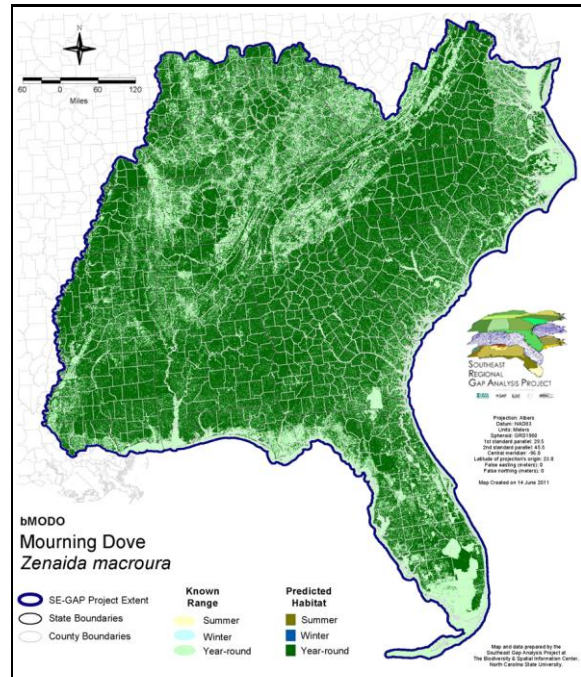 60 0 60 120
Miles
SOUTHEAST
REGIONAL
GAP ANALYSIS PROJECT
Projection: Albers
Datum: NAD83
Units: Meters
Spheroid: GRS1980
1st standard parallel: 29.5
2nd standard parallel: 45.5
Central meridian: -96.0
Latitude of projection's origin: 23.0
False easting (meters): 0
False northing (meters): 0
Map Created on 14 June 2011
bMODO
Mourning Dove
Zenaida macroura
SE-GAP Project Extent
State Boundaries
County Boundaries
Known
Range
Summer
Winter
Year-round
Predicted
Habitat
Summer
Winter
Year-round
Map and data prepared by the
Southeast Gap Analysis Project at
The Biodiversity & Spatial Information Center,
North Carolina State University.